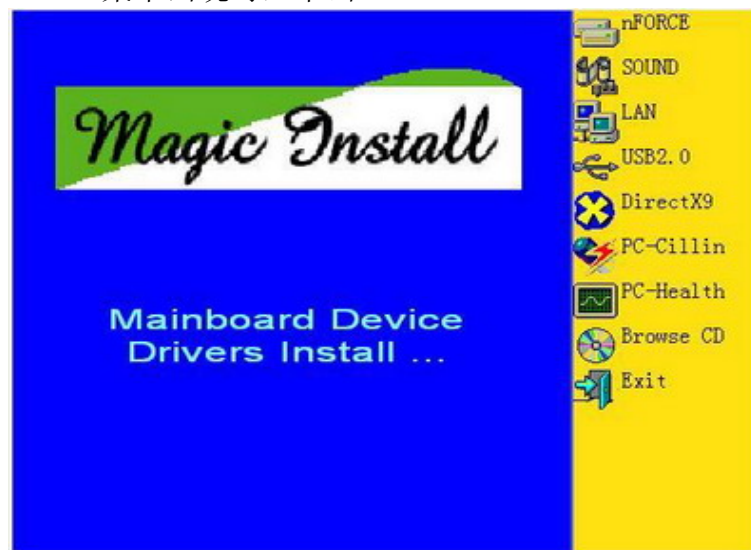 Magic Install
Mainboard Device
Drivers Install ...
nFORCE
SOUND
LAN
USB2.0
DirectX9
PC-Cillin
PC-Health
Browse CD
Exit